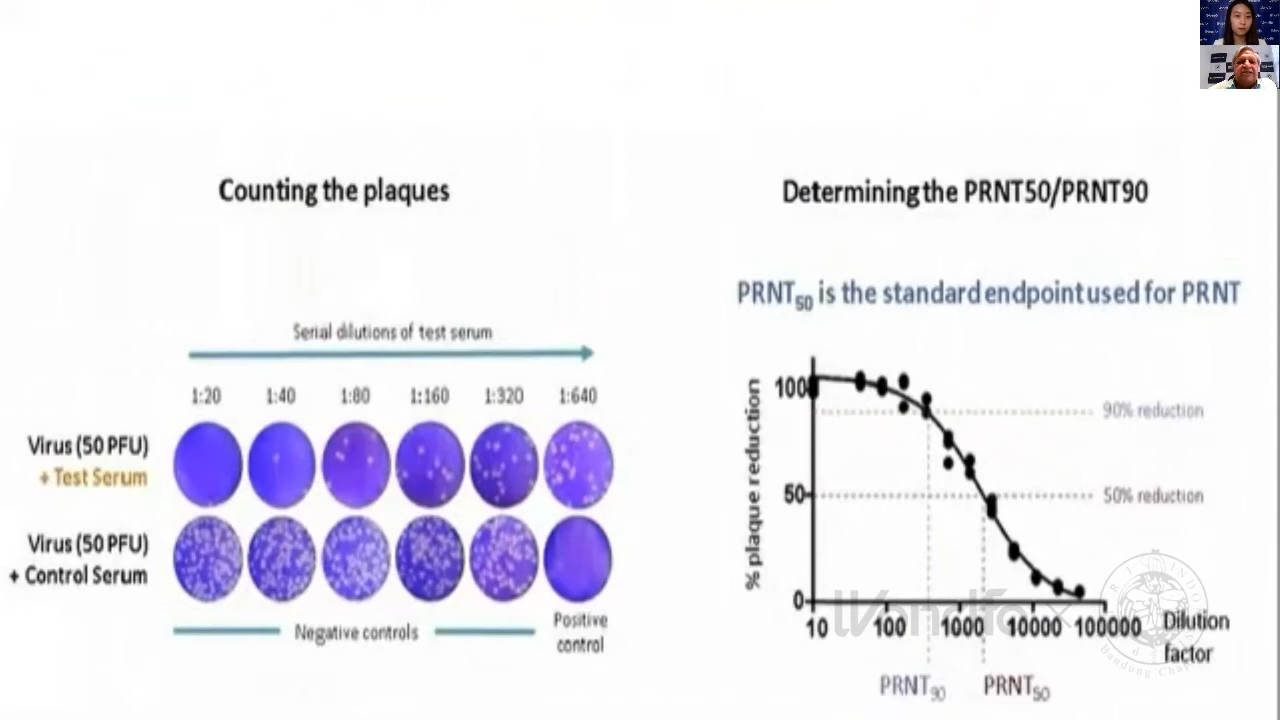 Counting the plaques
Serial dilutions of test serum
1:20 1:40 1:80 1:160 1:320 1:640
Virus (50 PFU)
+ Test Serum
Virus (50 PFU)
+ Control Serum
Negative controls
Positive
control
Determining the PRNT50/PRNT90
PRNT50 is the standard endpoint used for PRNT
% plaque reduction
100
90% reduction
50
50% reduction
0
10 100 1000 10000 100000
Dilution
factor
PRNT90 PRNT50
Wondfo
Bandung